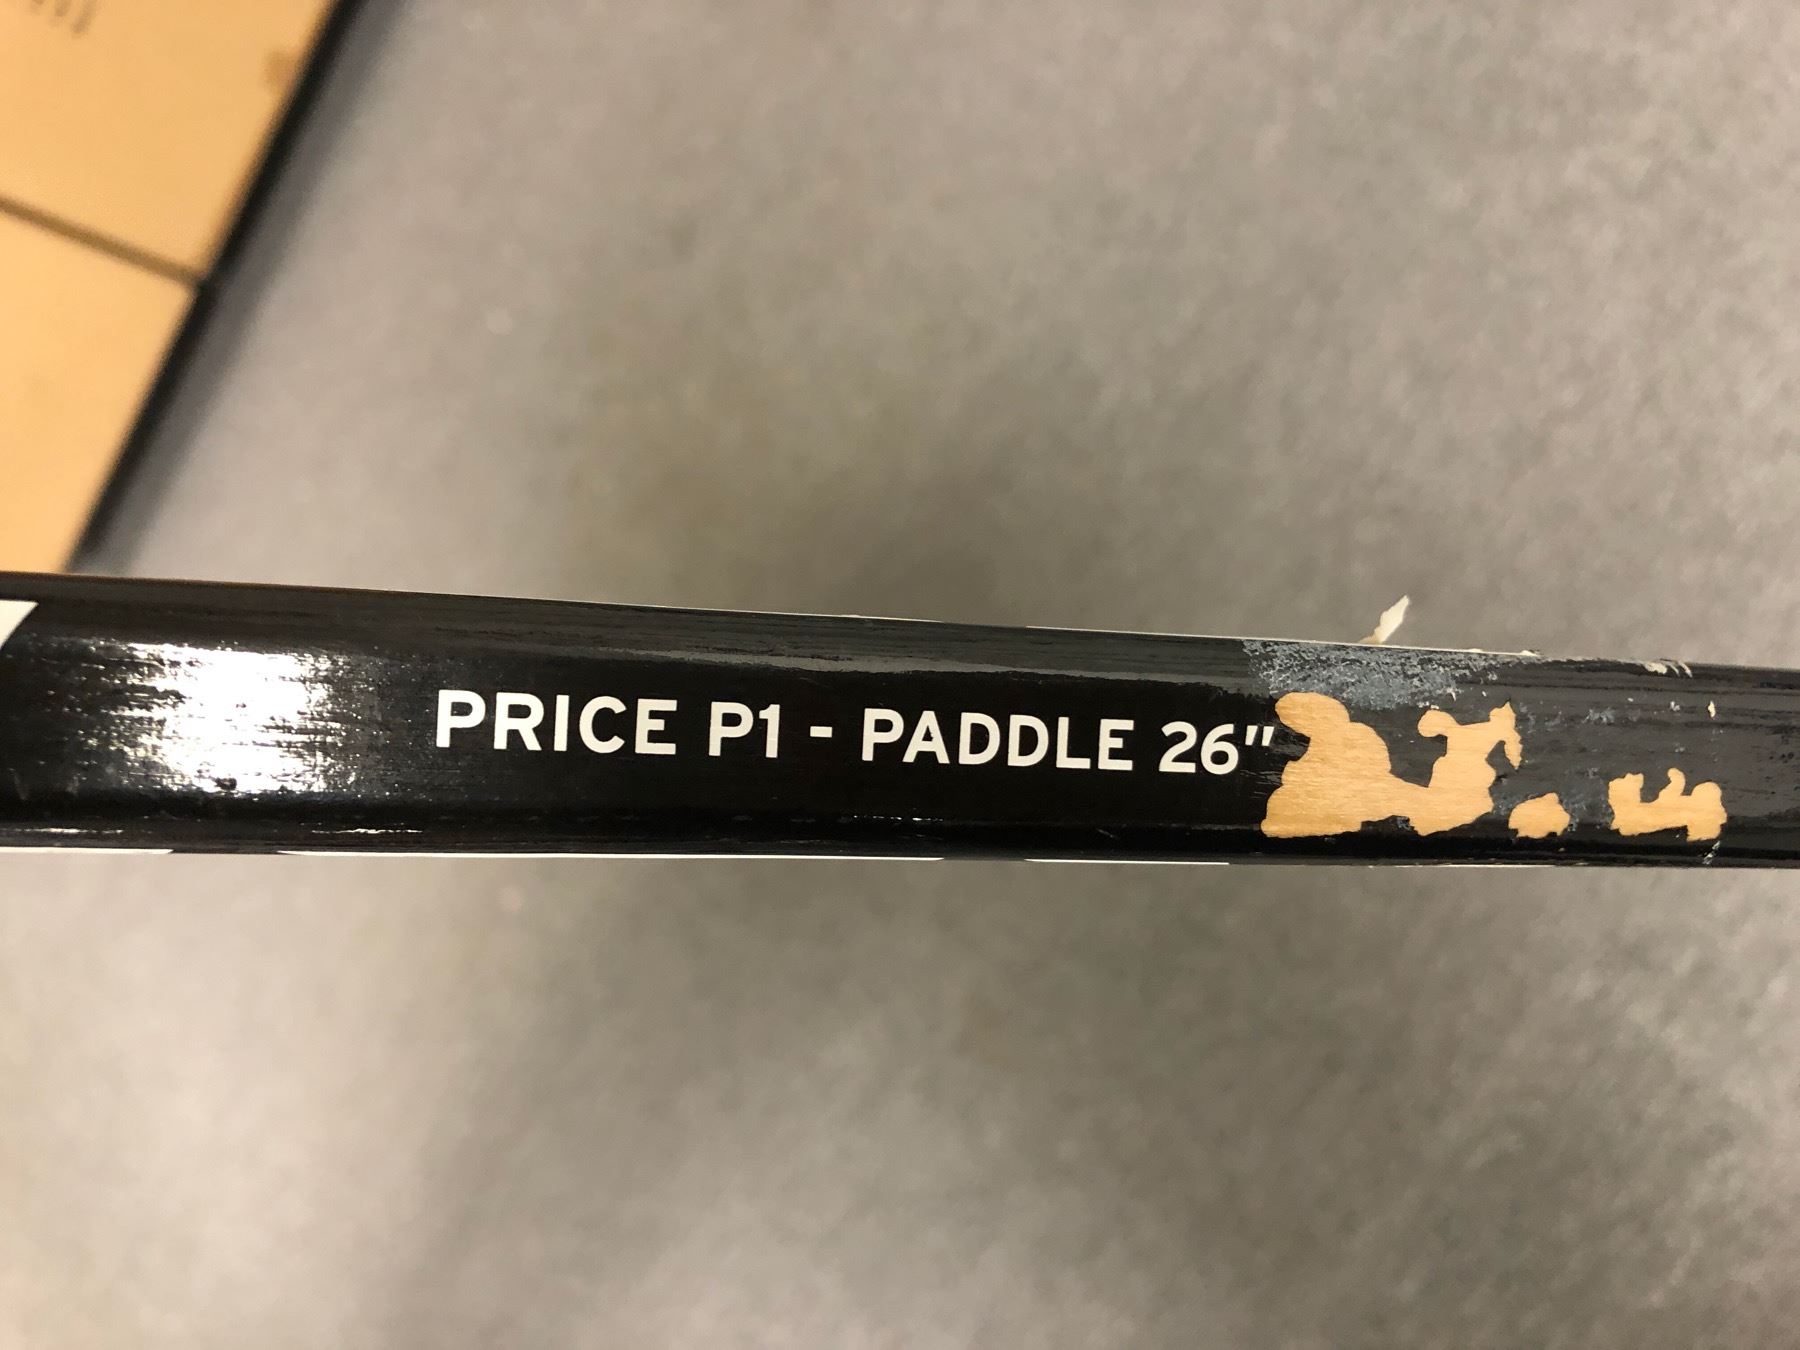 PRICE P1 - PADDLE 26"